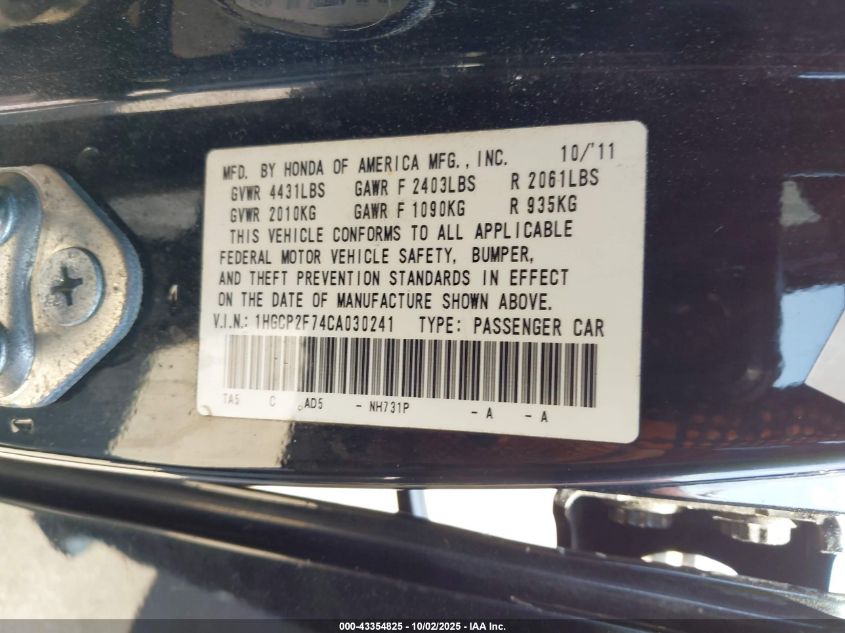 MFD. BY HONDA OF AMERICA MFG., INC. 10/'11
GVWR 4431LBS GAWR F 2403LBS R 2061LBS
GVWR 2010KG GAWR F 1090KG R 935KG
THIS VEHICLE CONFORMS TO ALL APPLICABLE
FEDERAL MOTOR VEHICLE SAFETY, BUMPER,
AND THEFT PREVENTION STANDARDS IN EFFECT
ON THE DATE OF MANUFACTURE SHOWN ABOVE.
V.I.N.: 1HGCP2F74CA030241 TYPE: PASSENGER CAR
TA5 C AD5 - NH731P - A - A
000-43354825 - 10/02/2025 - IAA Inc.